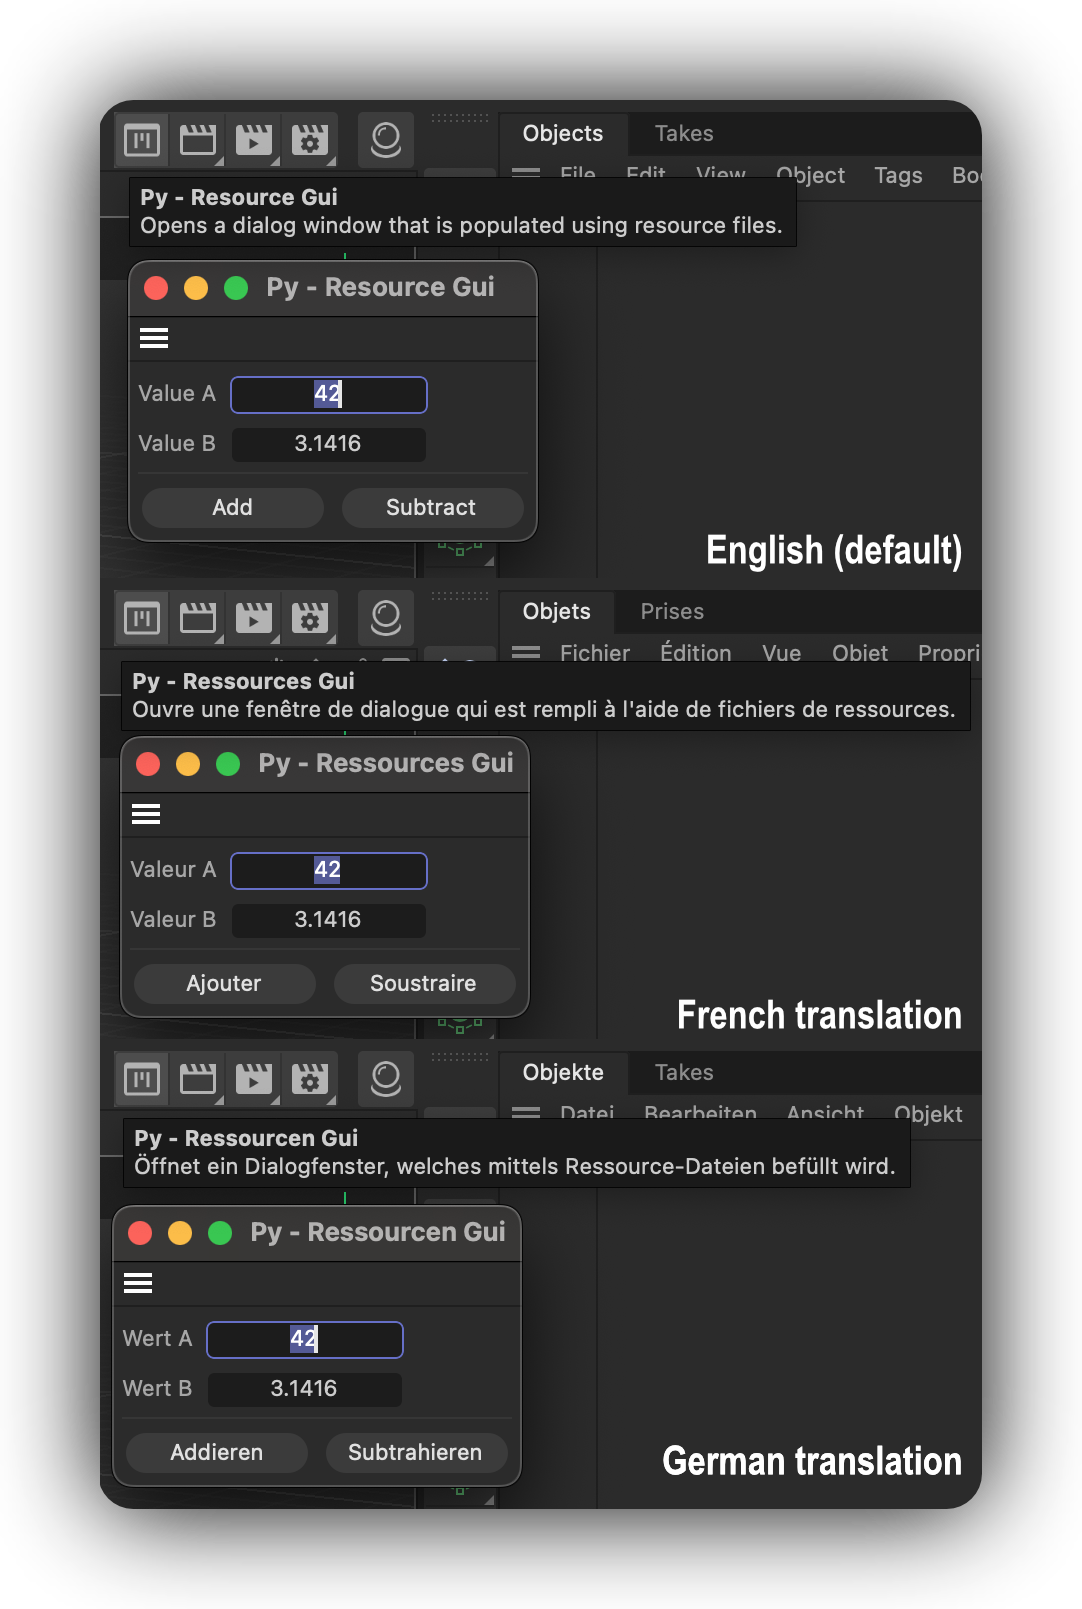 Objects Takes
File Edit View Object Tags
Py - Resource Gui
Opens a dialog window that is populated using resource files.
Py - Resource Gui
Value A 42
Value B 3.1416
Add Subtract
English (default)
Objets Prises
Fichier Édition Vue Objet Propri
Py - Ressources Gui
Ouvre une fenêtre de dialogue qui est rempli à l'aide de fichiers de ressources.
Py - Ressources Gui
Valeur A 42
Valeur B 3.1416
Ajouter Soustraire
French translation
Objekte Takes
Datei Bearbeiten Ansicht Objekt
Py - Ressourcen Gui
Öffnet ein Dialogfenster, welches mittels Ressource-Dateien befüllt wird.
Py - Ressourcen Gui
Wert A 42
Wert B 3.1416
Addieren Subtrahieren
German translation